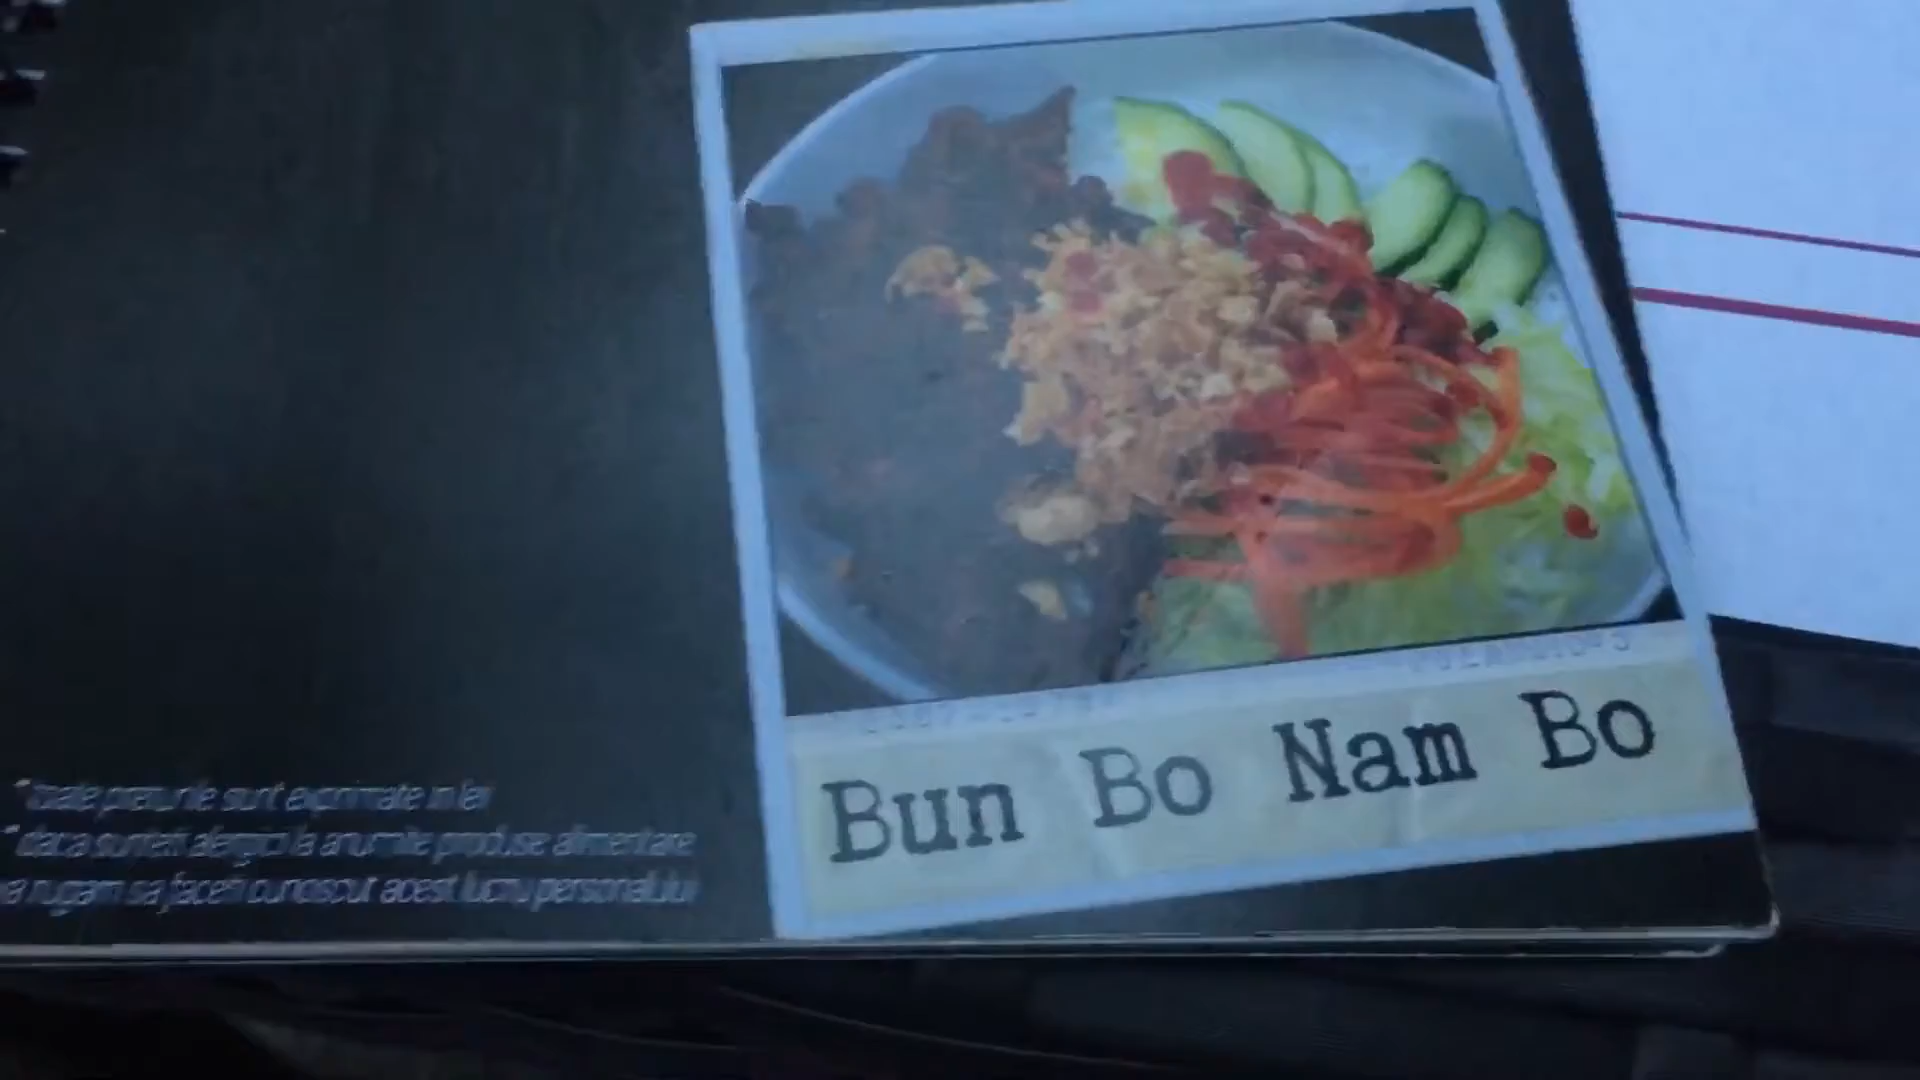 Bun Bo Nam Bo
*toate preturile sunt exprimate in lei
*daca sunteti alergici la anumite produse alimentare
va rugam sa faceti cunoscut acest lucru personalului